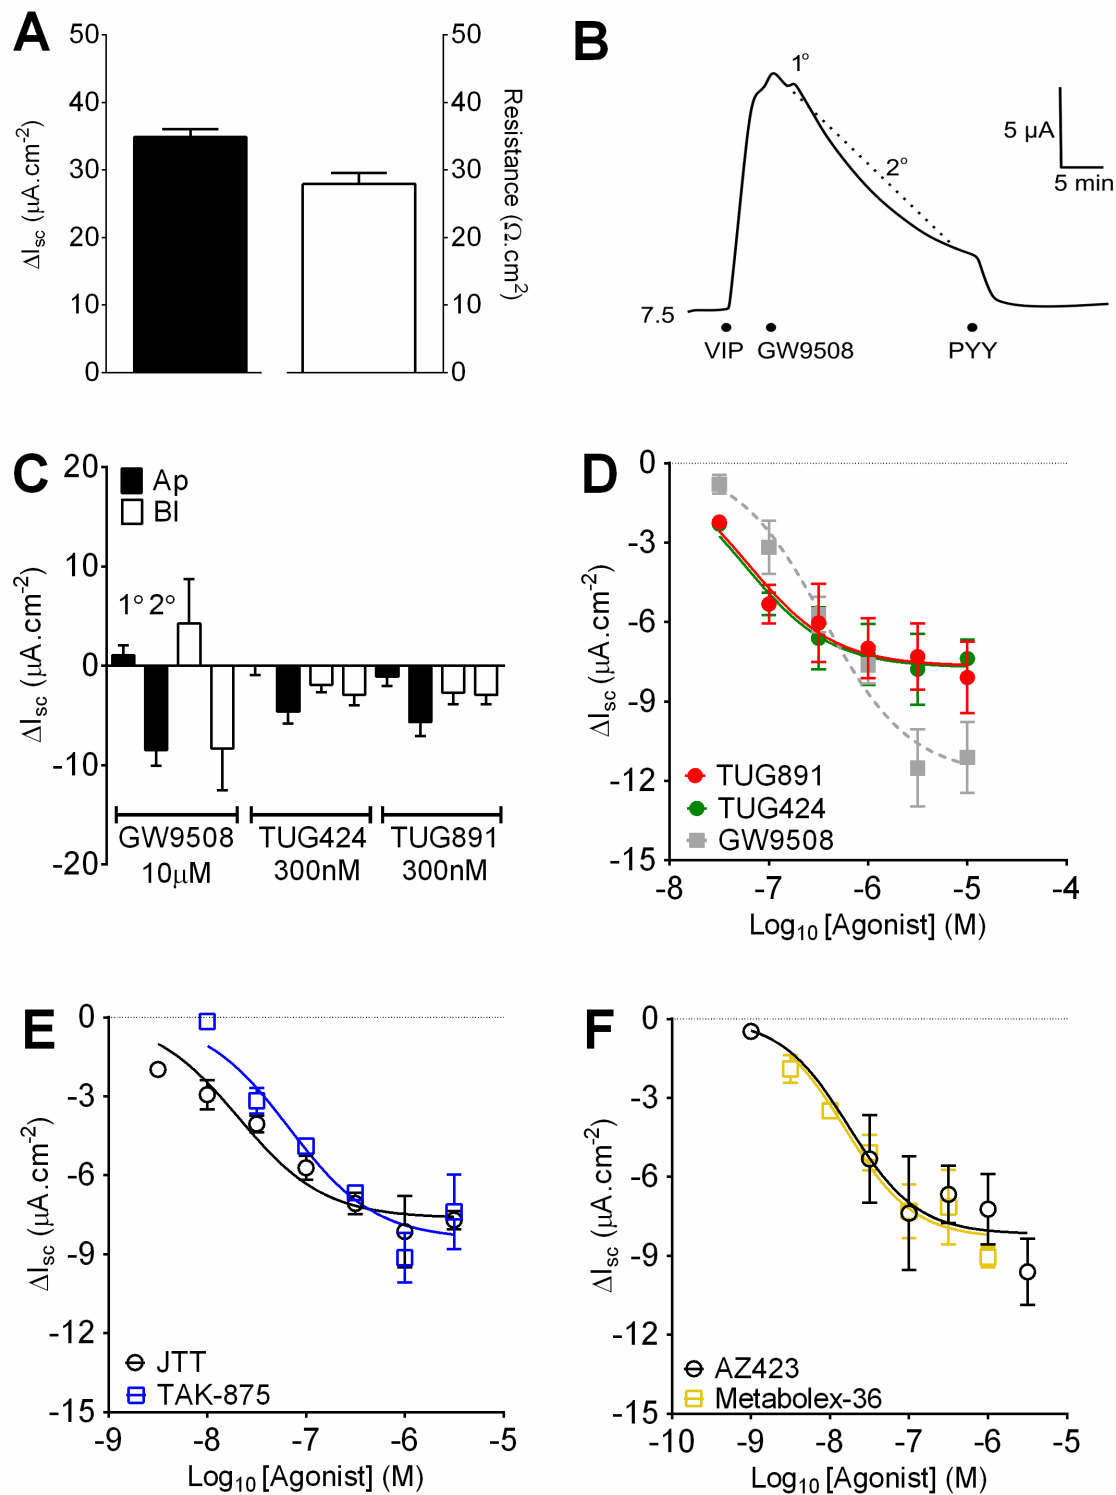 A
50
40
30
20
10
0
ΔIsc (µA.cm-2)
50
40
30
20
10
0
Resistance (Ω.cm2)
B
1°
2°
5 µA
5 min
7.5
VIP GW9508 PYY
C
20
10
0
-10
-20
ΔIsc (µA.cm-2)
Ap
Bl
1° 2°
GW9508 TUG424 TUG891
10µM 300nM 300nM
D
0
-3
-6
-9
-12
-15
ΔIsc (µA.cm-2)
TUG891
TUG424
GW9508
-8 -7 -6 -5 -4
Log10 [Agonist] (M)
E
0
-3
-6
-9
-12
-15
ΔIsc (µA.cm-2)
JTT
TAK-875
-9 -8 -7 -6 -5
Log10 [Agonist] (M)
F
0
-3
-6
-9
-12
-15
ΔIsc (µA.cm-2)
AZ423
Metabolex-36
-10 -9 -8 -7 -6 -5
Log10 [Agonist] (M)